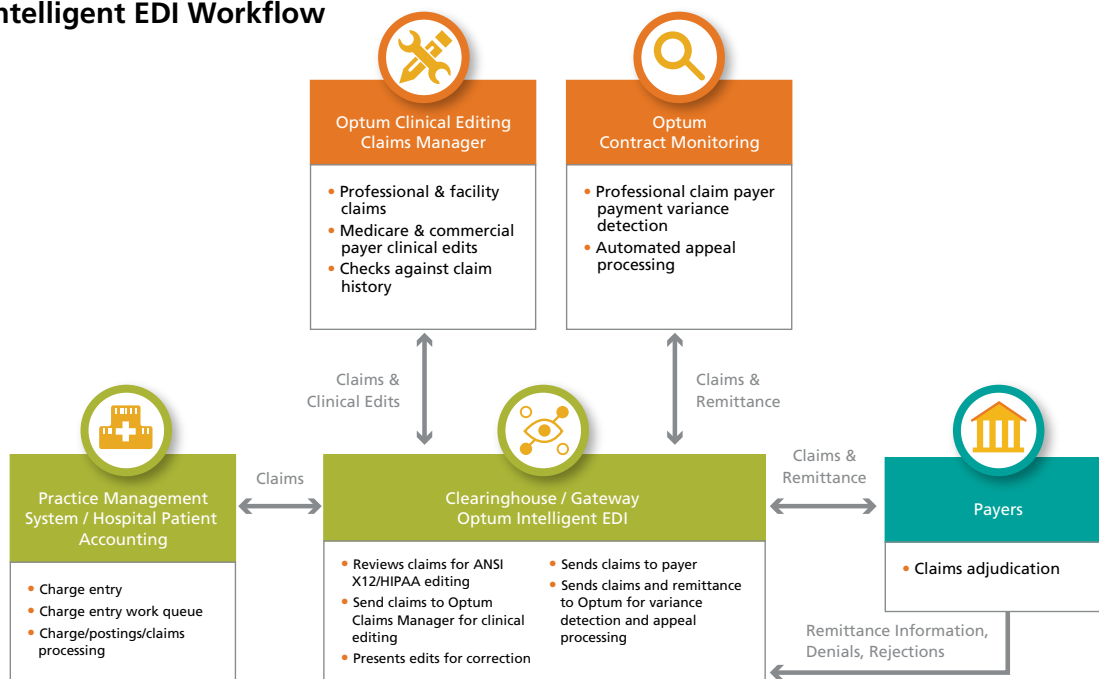 ntelligent EDI Workflow
Optum Clinical Editing
Claims Manager
• Professional & facility
claims
• Medicare & commercial
payer clinical edits
• Checks against claim
history
Optum
Contract Monitoring
• Professional claim payer
payment variance
detection
• Automated appeal
processing
Claims &
Clinical Edits
Claims &
Remittance
Practice Management
System / Hospital Patient
Accounting
• Charge entry
• Charge entry work queue
• Charge/postings/claims
processing
Claims
Clearinghouse / Gateway
Optum Intelligent EDI
• Reviews claims for ANSI
X12/HIPAA editing
• Send claims to Optum
Claims Manager for clinical
editing
• Presents edits for correction
• Sends claims to payer
• Sends claims and remittance
to Optum for variance
detection and appeal
processing
Claims &
Remittance
Payers
• Claims adjudication
Remittance Information,
Denials, Rejections